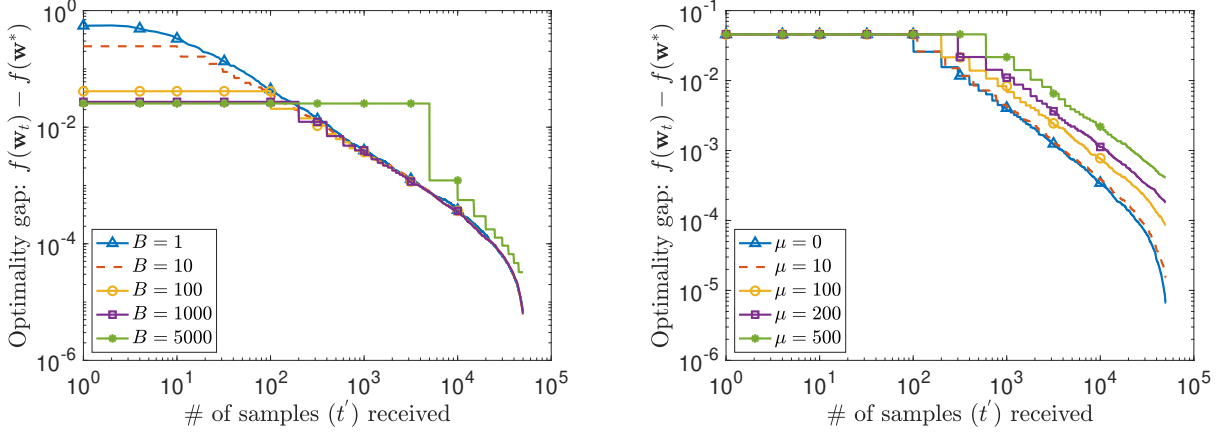 Optimality gap: f(w_t) − f(w*)
10^0
10^-2
10^-4
10^-6
B = 1
B = 10
B = 100
B = 1000
B = 5000
10^0 10^1 10^2 10^3 10^4 10^5
# of samples (t') received
Optimality gap: f(w_t) − f(w*)
10^0
10^-1
10^-2
10^-3
10^-4
10^-5
10^-6
μ = 0
μ = 10
μ = 100
μ = 200
μ = 500
10^0 10^1 10^2 10^3 10^4 10^5
# of samples (t') received